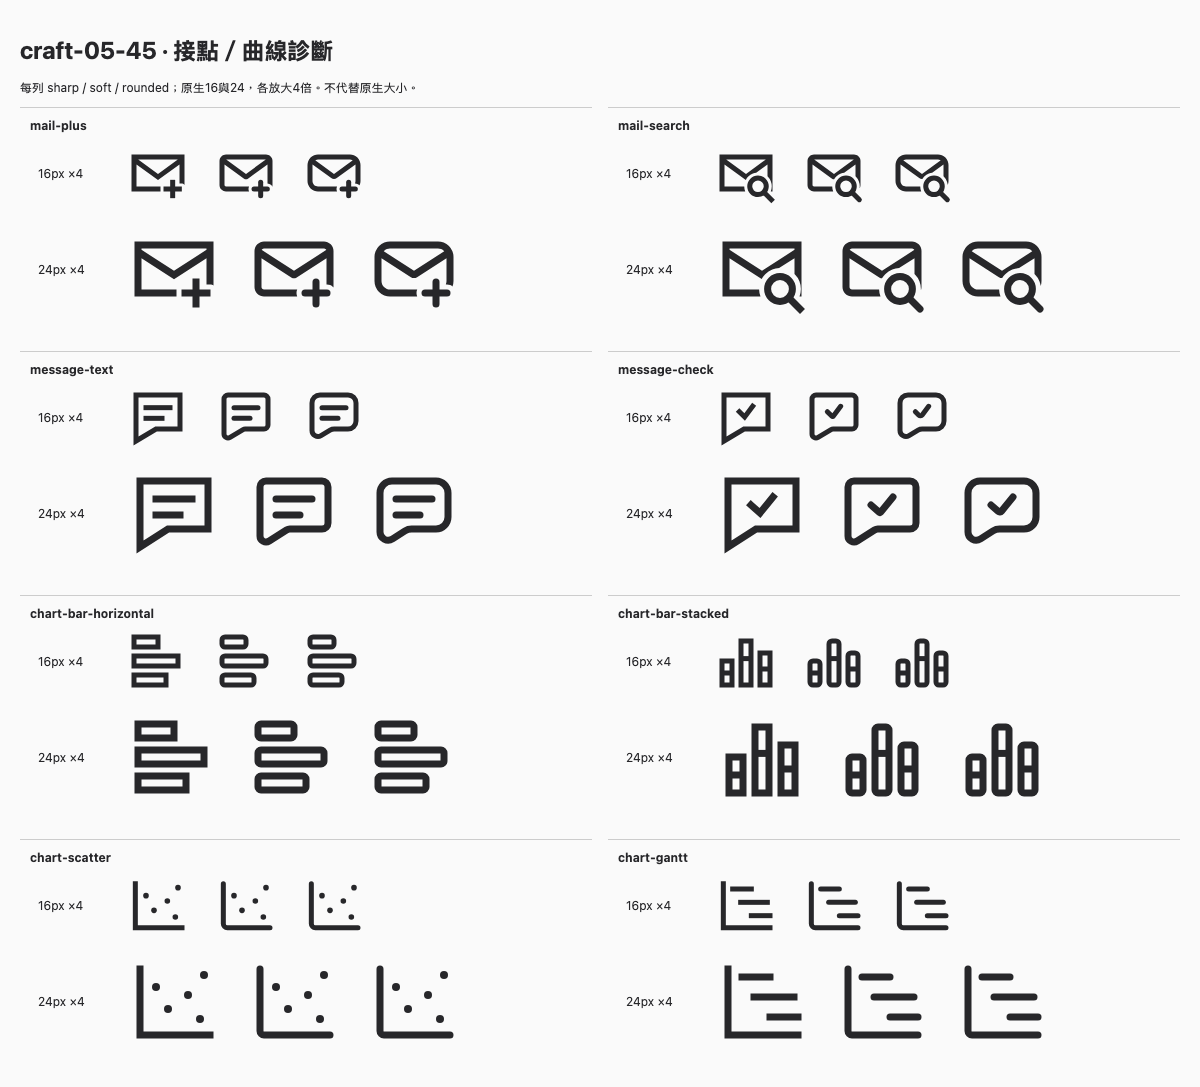 craft-05-45 · 接點 / 曲線診斷
每列 sharp / soft / rounded；原生16與24，各放大4倍。不代替原生大小。
mail-plus
16px ×4
24px ×4
mail-search
16px ×4
24px ×4
message-text
16px ×4
24px ×4
message-check
16px ×4
24px ×4
chart-bar-horizontal
16px ×4
24px ×4
chart-bar-stacked
16px ×4
24px ×4
chart-scatter
16px ×4
24px ×4
chart-gantt
16px ×4
24px ×4